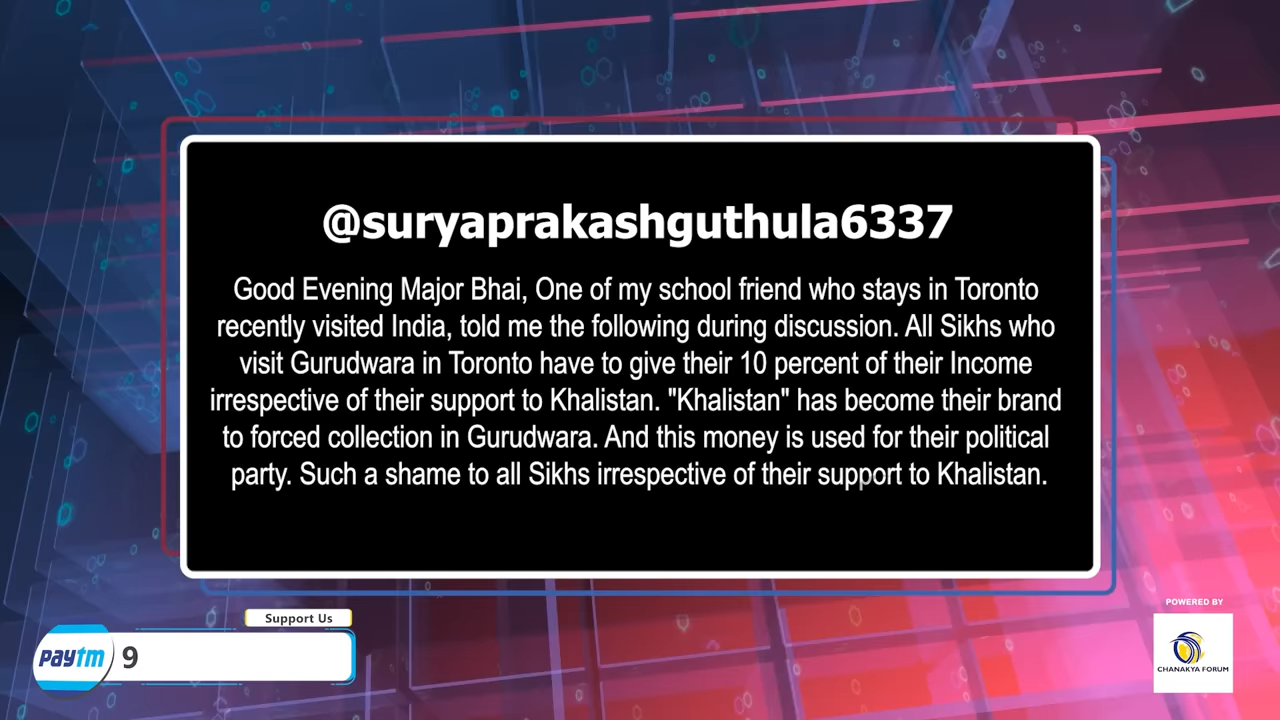 @suryaprakashguthula6337
Good Evening Major Bhai, One of my school friend who stays in Toronto
recently visited India, told me the following during discussion. All Sikhs who
visit Gurudwara in Toronto have to give their 10 percent of their Income
irrespective of their support to Khalistan. "Khalistan" has become their brand
to forced collection in Gurudwara. And this money is used for their political
party. Such a shame to all Sikhs irrespective of their support to Khalistan.
Support Us
paytm 9
POWERED BY
CHANAKYA FORUM